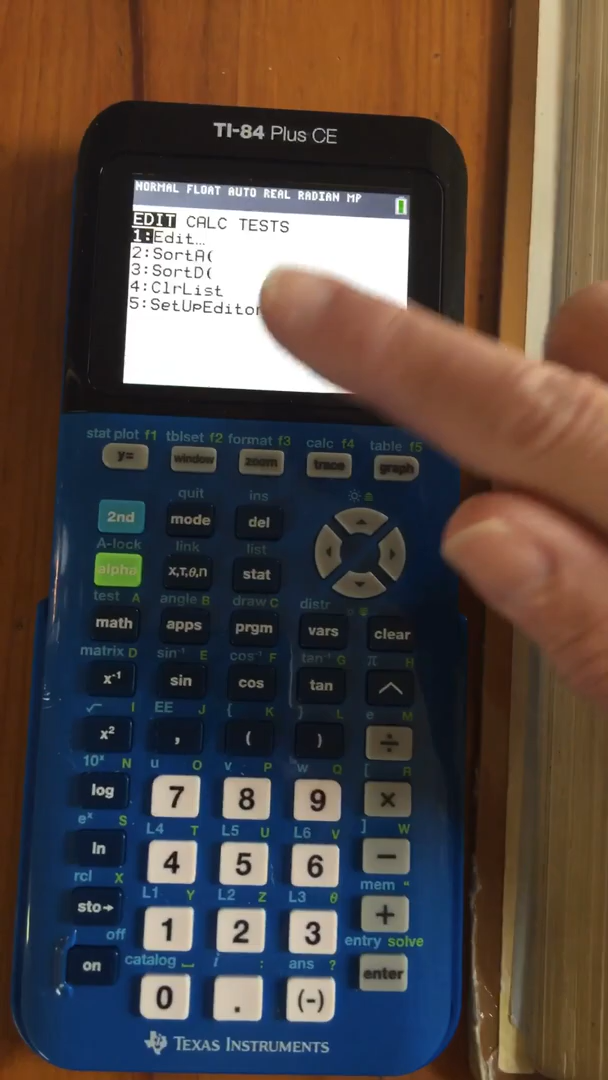 TI-84 Plus CE
NORMAL FLOAT AUTO REAL RADIAN MP
EDIT CALC TESTS
1:Edit…
2:SortA(
3:SortD(
4:ClrList
5:SetUpEditor
stat plot f1 tblset f2 format f3 calc f4 table f5
y= window zoom trace graph
quit ins
2nd mode del
A-lock link list
alpha X,T,θ,n stat
test A angle B draw C distr
math apps prgm vars clear
matrix D sin⁻¹ E cos⁻¹ F tan⁻¹ G π H
x⁻¹ sin cos tan ^
√ I EE J { K } L e M
x² , ( ) ÷
10ˣ N u O v P w Q [ R
log 7 8 9 ×
eˣ S L4 T L5 U L6 V ] W
ln 4 5 6 −
rcl X L1 Y L2 Z L3 θ mem "
sto→ 1 2 3 +
off catalog i : ans ? entry solve
on 0 . (-) enter
TEXAS INSTRUMENTS